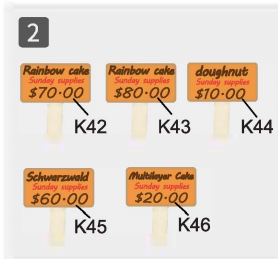 2
Rainbow cake
Sunday supplies
$70.00
K42
Rainbow cake
Sunday supplies
$80.00
K43
doughnut
Sunday supplies
$10.00
K44
Schwarzwald
Sunday supplies
$60.00
K45
Multilayer Cake
Sunday supplies
$20.00
K46